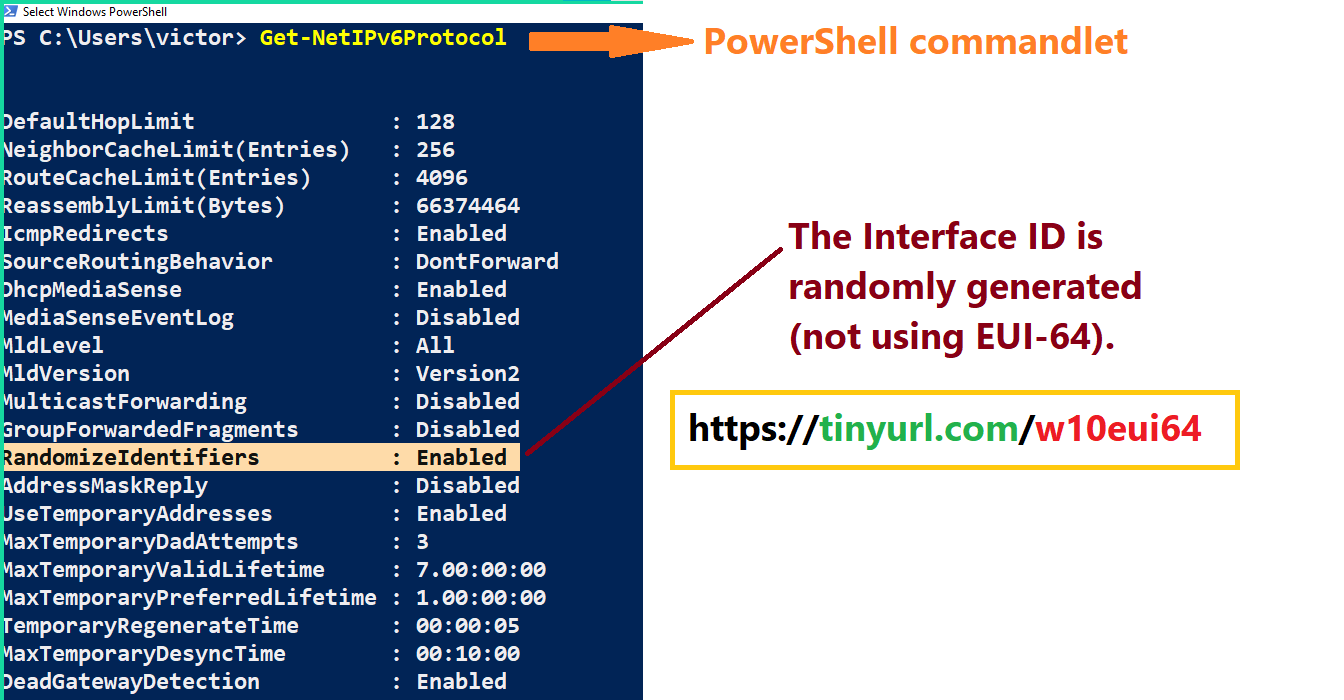 Select Windows PowerShell
PS C:\Users\victor> Get-NetIPv6Protocol
PowerShell commandlet
DefaultHopLimit : 128
NeighborCacheLimit(Entries) : 256
RouteCacheLimit(Entries) : 4096
ReassemblyLimit(Bytes) : 66374464
IcmpRedirects : Enabled
SourceRoutingBehavior : DontForward
DhcpMediaSense : Enabled
MediaSenseEventLog : Disabled
MldLevel : All
MldVersion : Version2
MulticastForwarding : Disabled
GroupForwardedFragments : Disabled
RandomizeIdentifiers : Enabled
AddressMaskReply : Disabled
UseTemporaryAddresses : Enabled
MaxTemporaryDadAttempts : 3
MaxTemporaryValidLifetime : 7.00:00:00
MaxTemporaryPreferredLifetime : 1.00:00:00
TemporaryRegenerateTime : 00:00:05
MaxTemporaryDesyncTime : 00:10:00
DeadGatewayDetection : Enabled
The Interface ID is
randomly generated
(not using EUI-64).
https://tinyurl.com/w10eui64